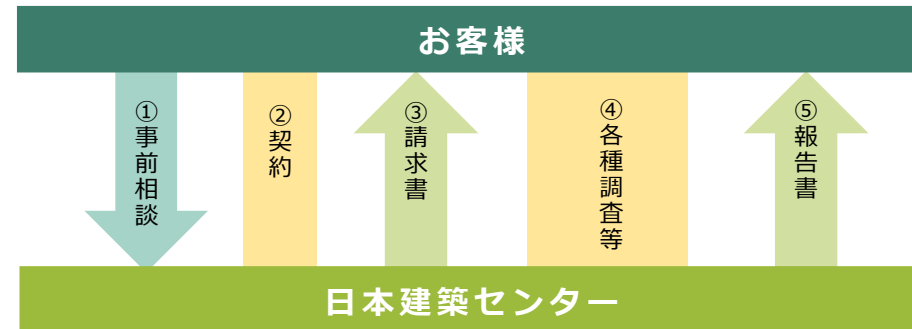 お客様
①事前相談
②契約
③請求書
④各種調査等
⑤報告書
日本建築センター